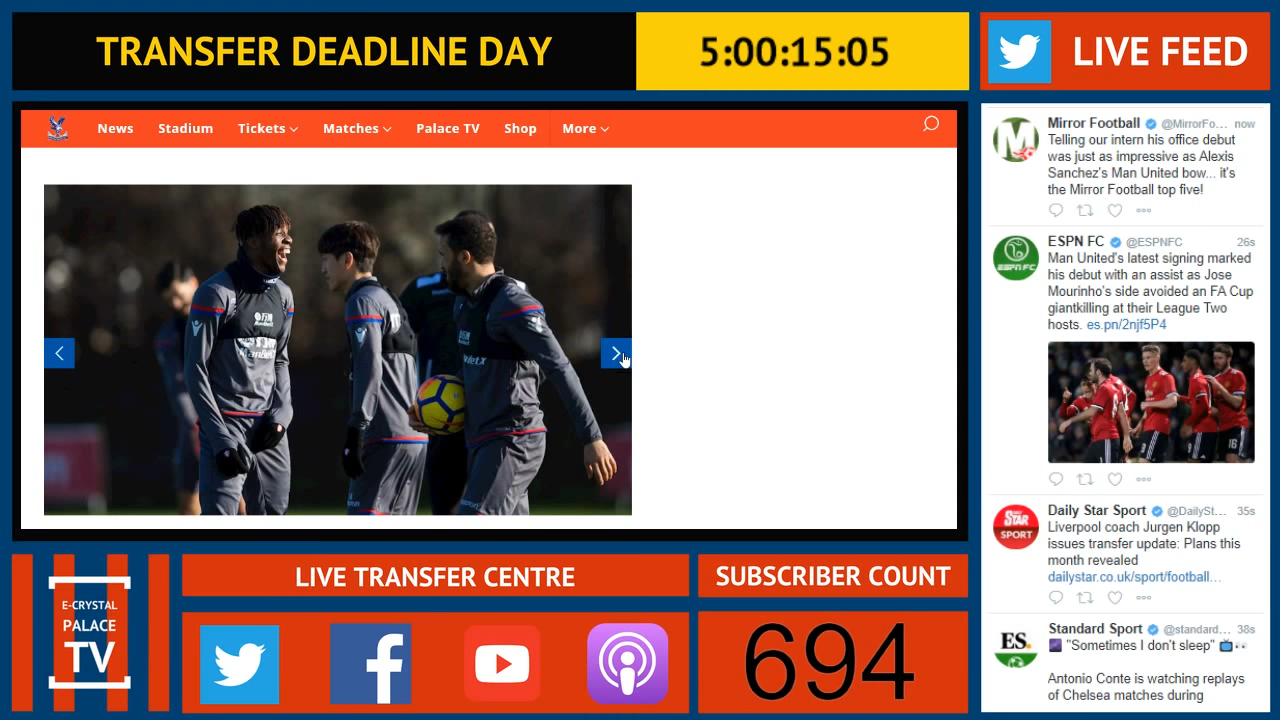 TRANSFER DEADLINE DAY
5:00:15:05
LIVE FEED
News Stadium Tickets Matches Palace TV Shop More
Mirror Football @MirrorFo... now
Telling our intern his office debut
was just as impressive as Alexis
Sanchez's Man United bow... it's
the Mirror Football top five!
ESPN FC @ESPNFC 26s
ESPN FC
Man United's latest signing marked
his debut with an assist as Jose
Mourinho's side avoided an FA Cup
giantkilling at their League Two
hosts. es.pn/2njf5P4
Daily Star Sport @DailySt... 35s
STAR
SPORT
Liverpool coach Jurgen Klopp
issues transfer update: Plans this
month revealed
dailystar.co.uk/sport/football...
Standard Sport @standard... 38s
ES.
"Sometimes I don't sleep"
Antonio Conte is watching replays
of Chelsea matches during
E-CRYSTAL
PALACE
TV
LIVE TRANSFER CENTRE
SUBSCRIBER COUNT
694